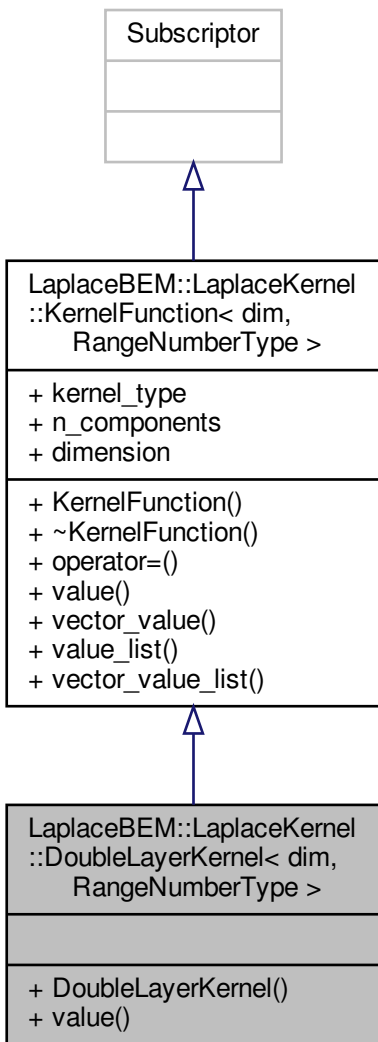 Subscriptor
LaplaceBEM::LaplaceKernel
::KernelFunction< dim,
RangeNumberType >
+ kernel_type
+ n_components
+ dimension
+ KernelFunction()
+ ~KernelFunction()
+ operator=()
+ value()
+ vector_value()
+ value_list()
+ vector_value_list()
LaplaceBEM::LaplaceKernel
::DoubleLayerKernel< dim,
RangeNumberType >
+ DoubleLayerKernel()
+ value()